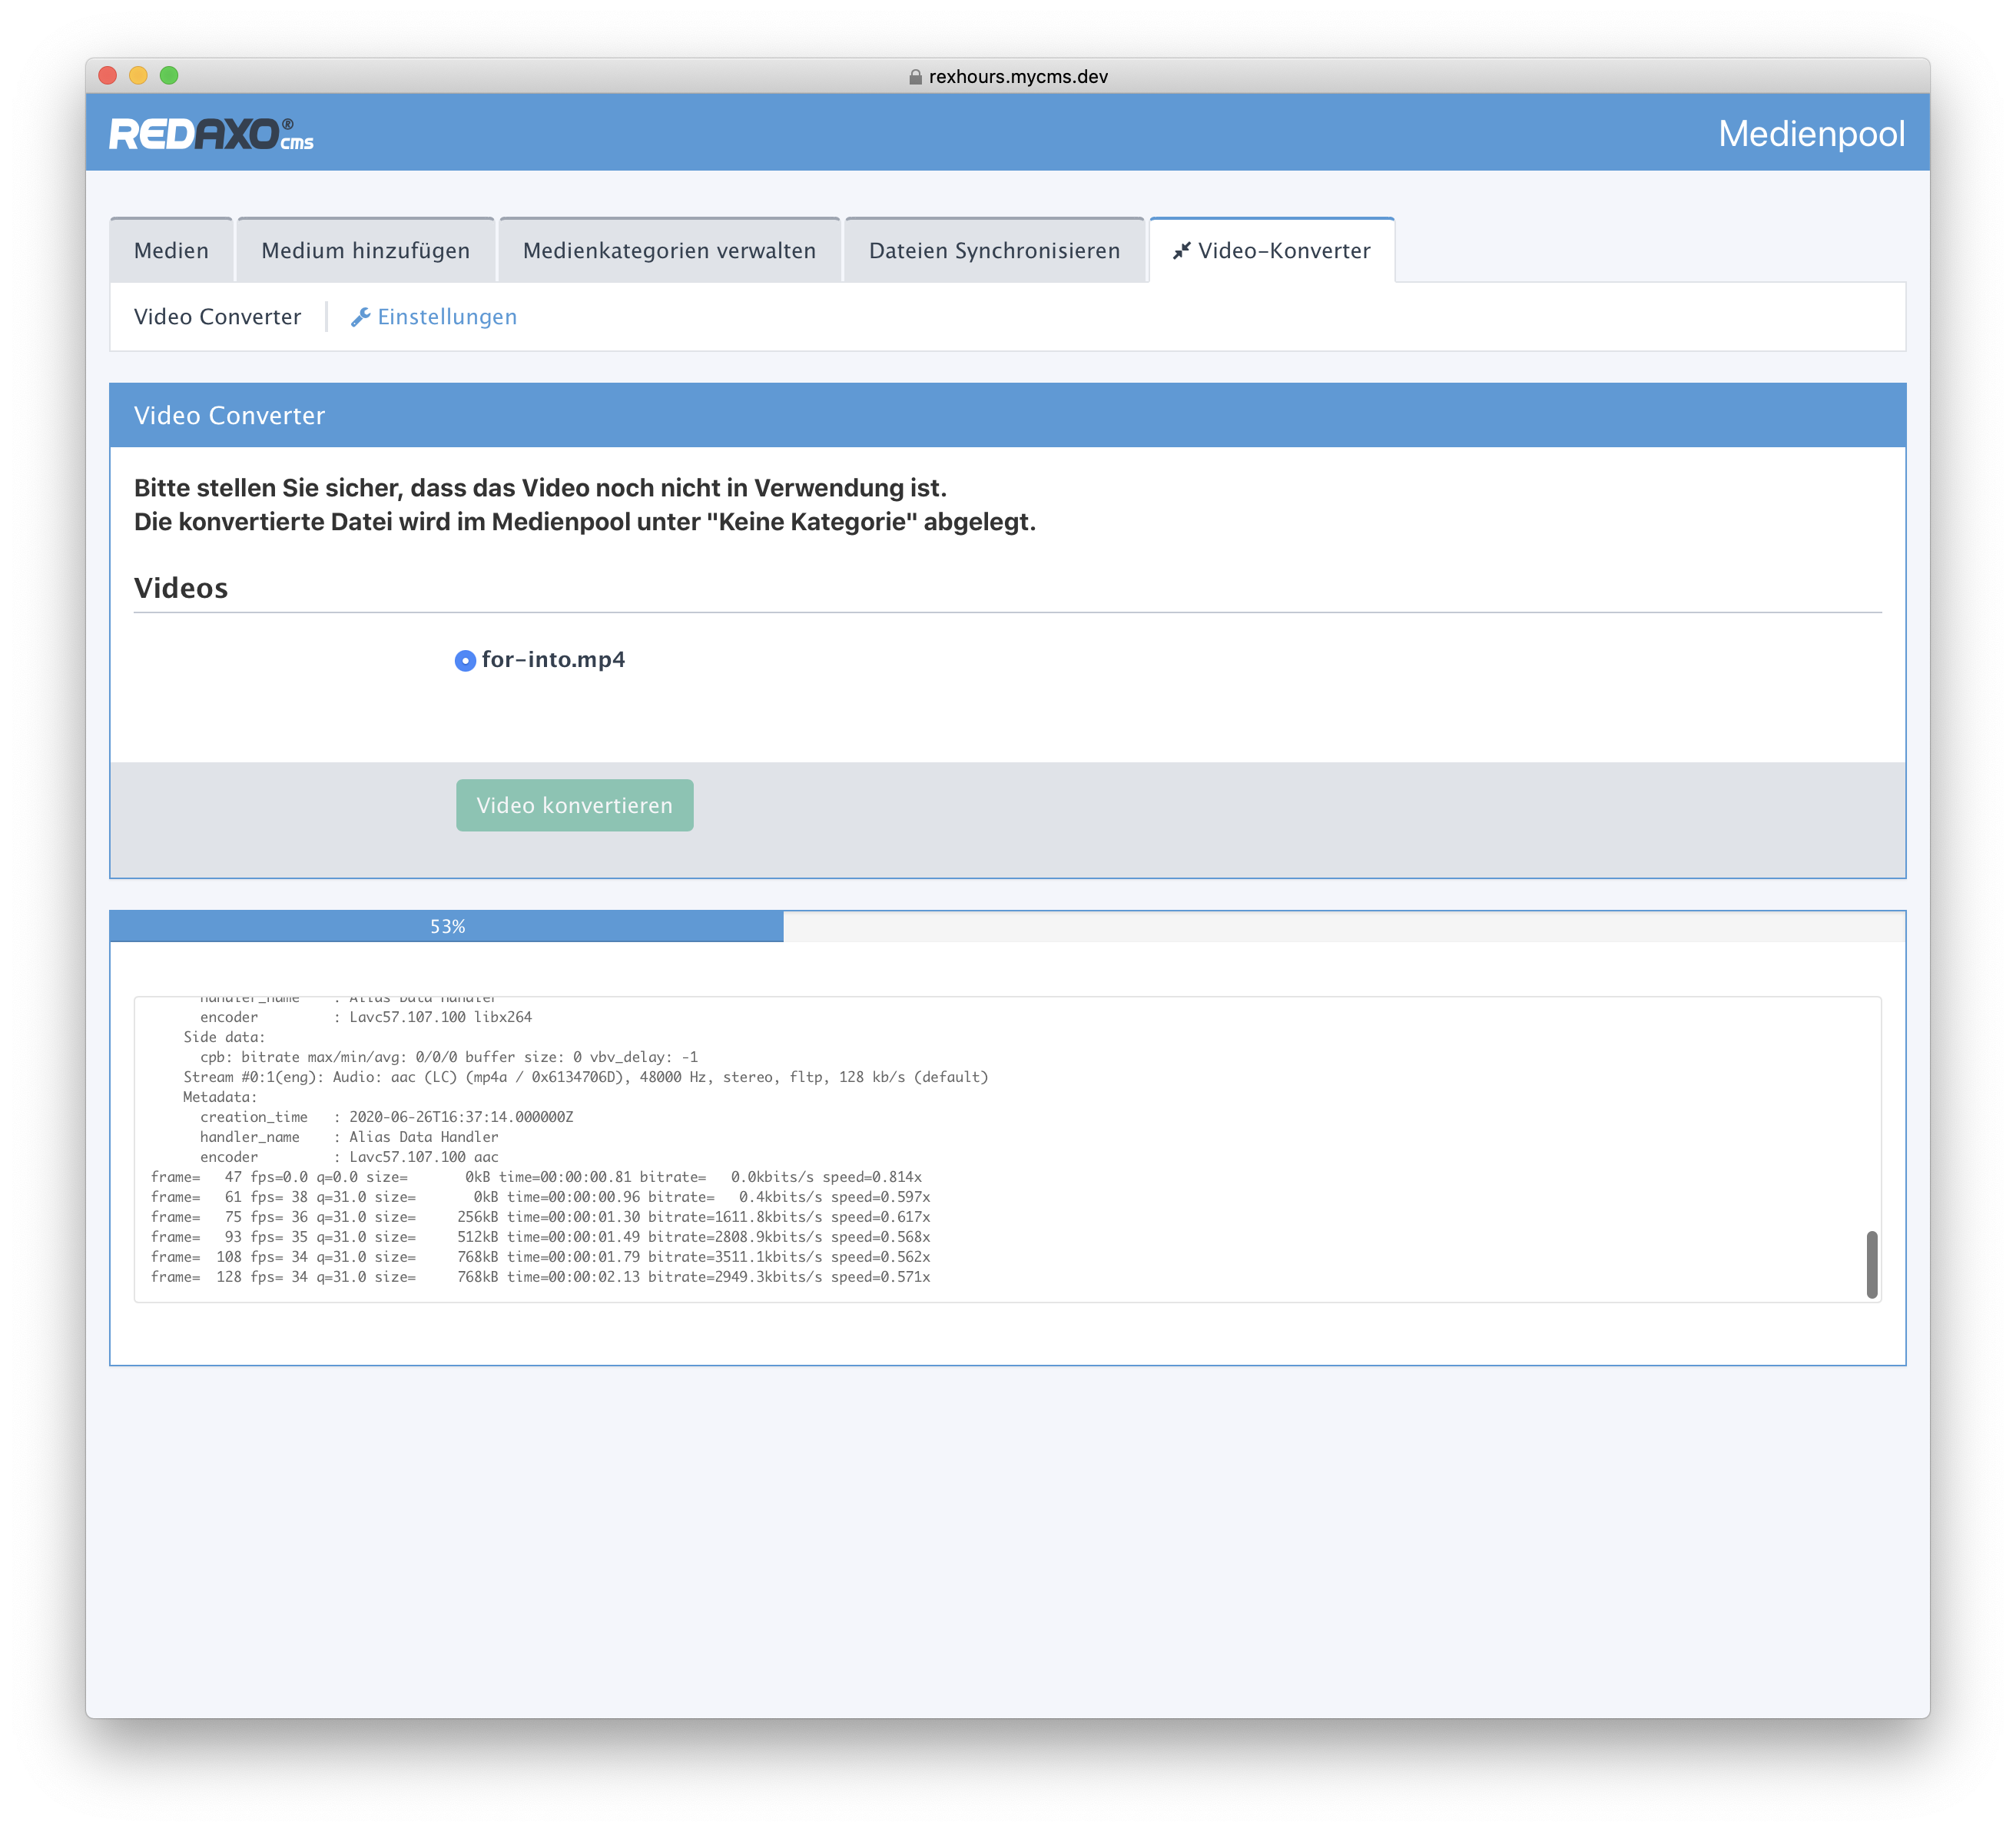 rexhours.mycms.dev
REDAXO® cms
Medienpool
Medien
Medium hinzufügen
Medienkategorien verwalten
Dateien Synchronisieren
Video-Konverter
Video Converter
Einstellungen
Video Converter
Bitte stellen Sie sicher, dass das Video noch nicht in Verwendung ist.
Die konvertierte Datei wird im Medienpool unter "Keine Kategorie" abgelegt.
Videos
for-into.mp4
Video konvertieren
53%
handler_name    : Alias Data Handler
encoder         : Lavc57.107.100 libx264
Side data:
cpb: bitrate max/min/avg: 0/0/0 buffer size: 0 vbv_delay: -1
Stream #0:1(eng): Audio: aac (LC) (mp4a / 0x6134706D), 48000 Hz, stereo, fltp, 128 kb/s (default)
Metadata:
creation_time   : 2020-06-26T16:37:14.000000Z
handler_name    : Alias Data Handler
encoder         : Lavc57.107.100 aac
frame=   47 fps=0.0 q=0.0 size=       0kB time=00:00:00.81 bitrate=   0.0kbits/s speed=0.814x
frame=   61 fps= 38 q=31.0 size=       0kB time=00:00:00.96 bitrate=   0.4kbits/s speed=0.597x
frame=   75 fps= 36 q=31.0 size=     256kB time=00:00:01.30 bitrate=1611.8kbits/s speed=0.617x
frame=   93 fps= 35 q=31.0 size=     512kB time=00:00:01.49 bitrate=2808.9kbits/s speed=0.568x
frame=  108 fps= 34 q=31.0 size=     768kB time=00:00:01.79 bitrate=3511.1kbits/s speed=0.562x
frame=  128 fps= 34 q=31.0 size=     768kB time=00:00:02.13 bitrate=2949.3kbits/s speed=0.571x